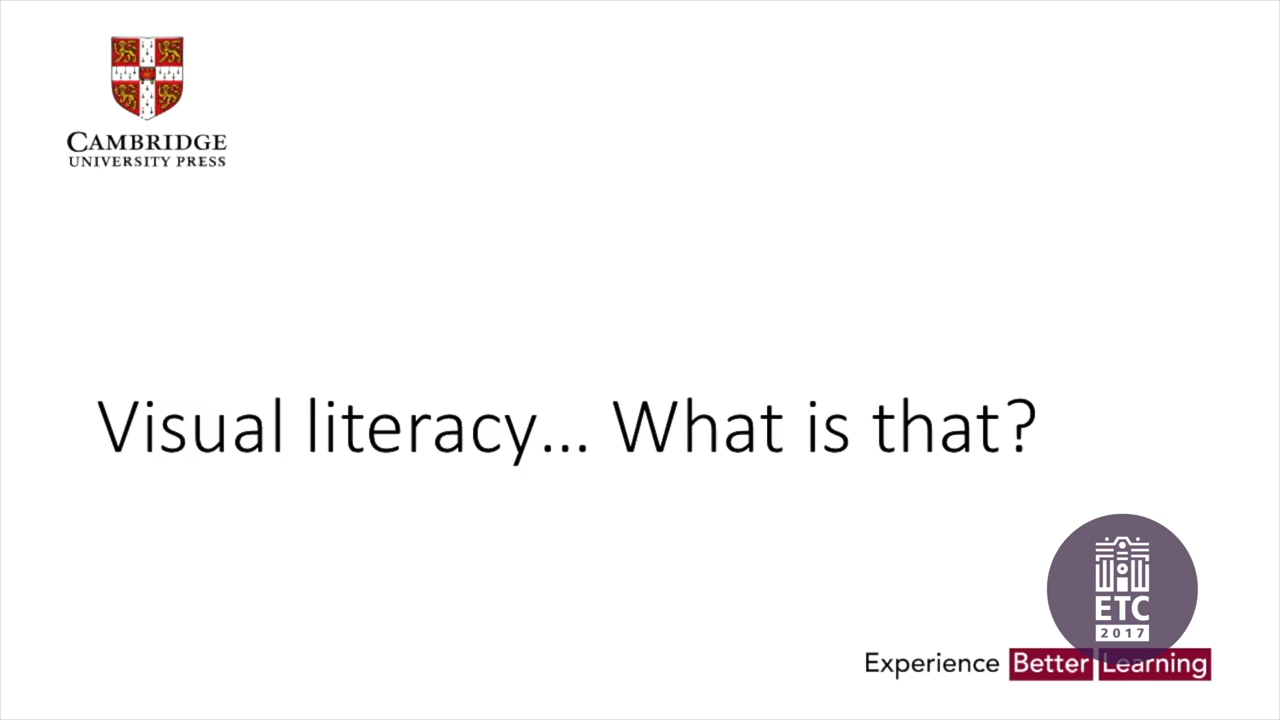 CAMBRIDGE
UNIVERSITY PRESS
Visual literacy... What is that?
ETC
2017
Experience Better Learning